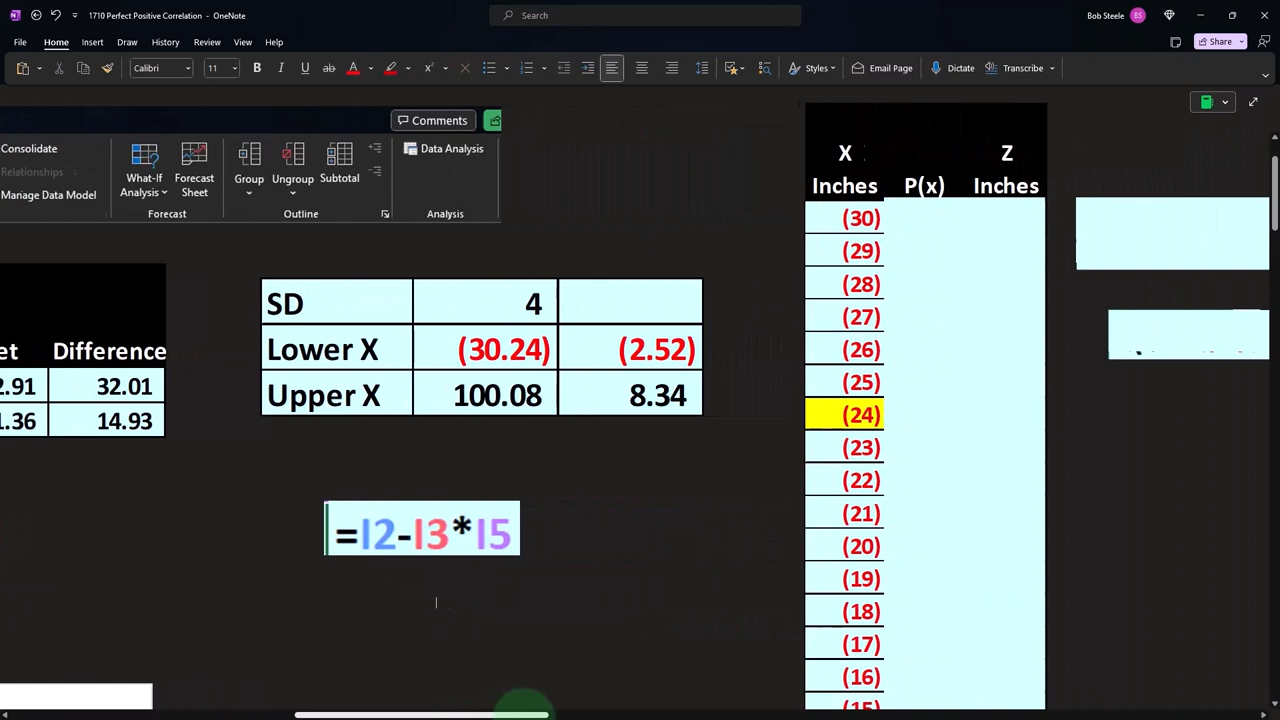 1710 Perfect Positive Correlation - OneNote
Search
Bob Steele
BS
File Home Insert Draw History Review View Help
Share
Calibri 11 B I U ab A x
Styles
Email Page
Dictate
Transcribe
Comments
Consolidate
Relationships
Manage Data Model
What-If Analysis
Forecast Sheet
Forecast
Group
Ungroup
Subtotal
Outline
Data Analysis
Analysis
et Difference
2.91 32.01
1.36 14.93
SD 4
Lower X (30.24) (2.52)
Upper X 100.08 8.34
=I2-I3*I5
X Z
Inches P(x) Inches
(30)
(29)
(28)
(27)
(26)
(25)
(24)
(23)
(22)
(21)
(20)
(19)
(18)
(17)
(16)
(15)